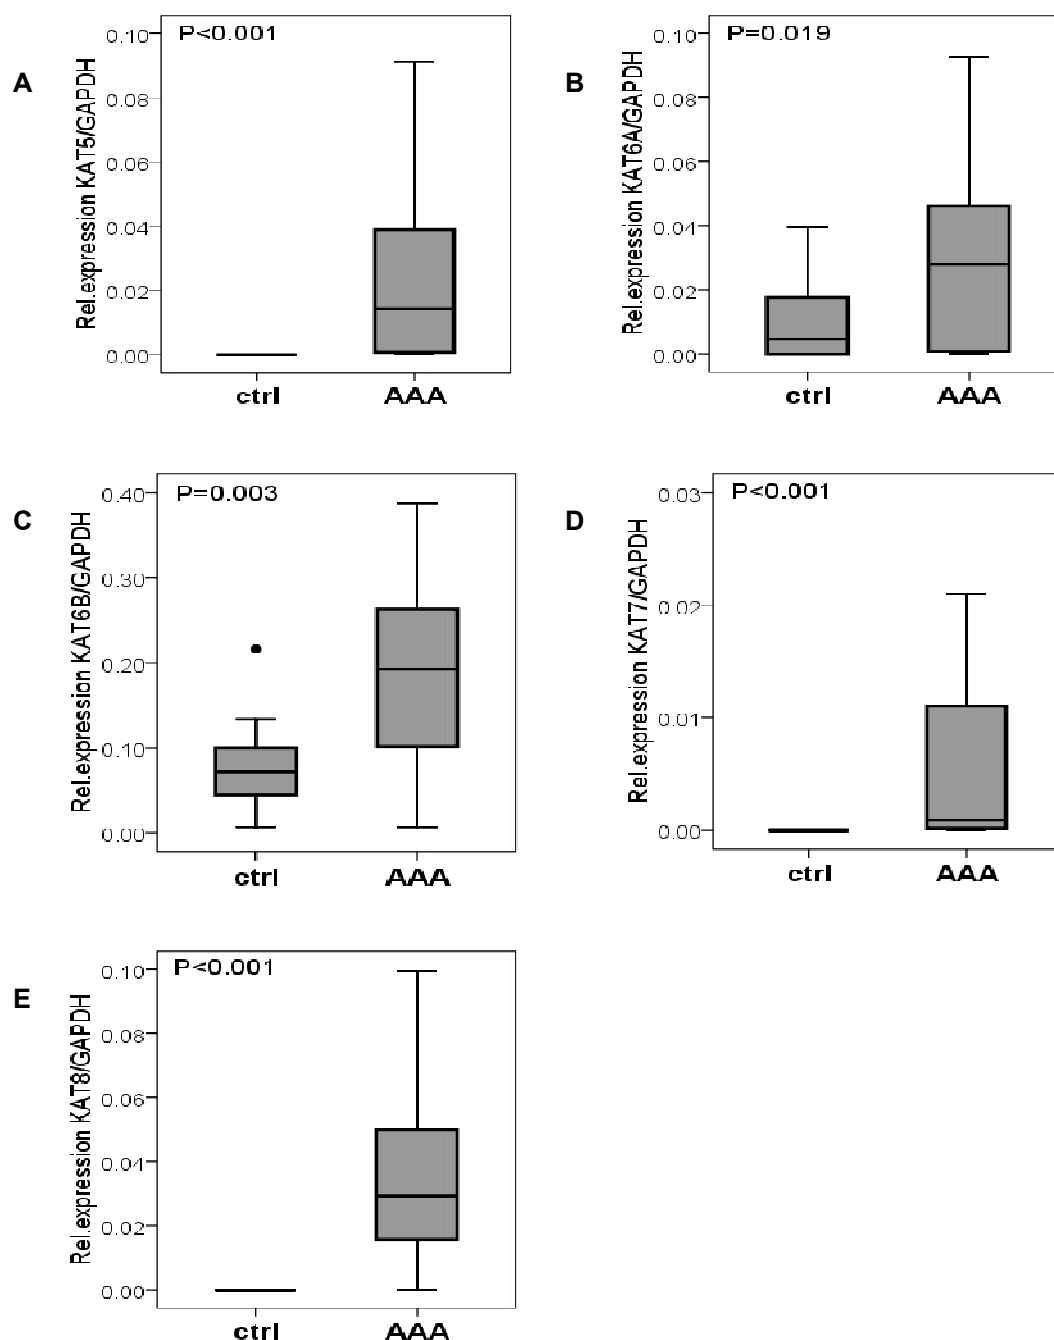 A
Rel.expression KAT5/GAPDH
0.10
0.08
0.06
0.04
0.02
0.00
P<0.001
ctrl AAA
B
Rel.expression KAT6A/GAPDH
0.10
0.08
0.06
0.04
0.02
0.00
P=0.019
ctrl AAA
C
Rel.expression KAT6B/GAPDH
0.40
0.30
0.20
0.10
0.00
P=0.003
ctrl AAA
D
Rel.expression KAT7/GAPDH
0.03
0.02
0.01
0.00
P<0.001
ctrl AAA
E
Rel.expression KAT8/GAPDH
0.10
0.08
0.06
0.04
0.02
0.00
P<0.001
ctrl AAA